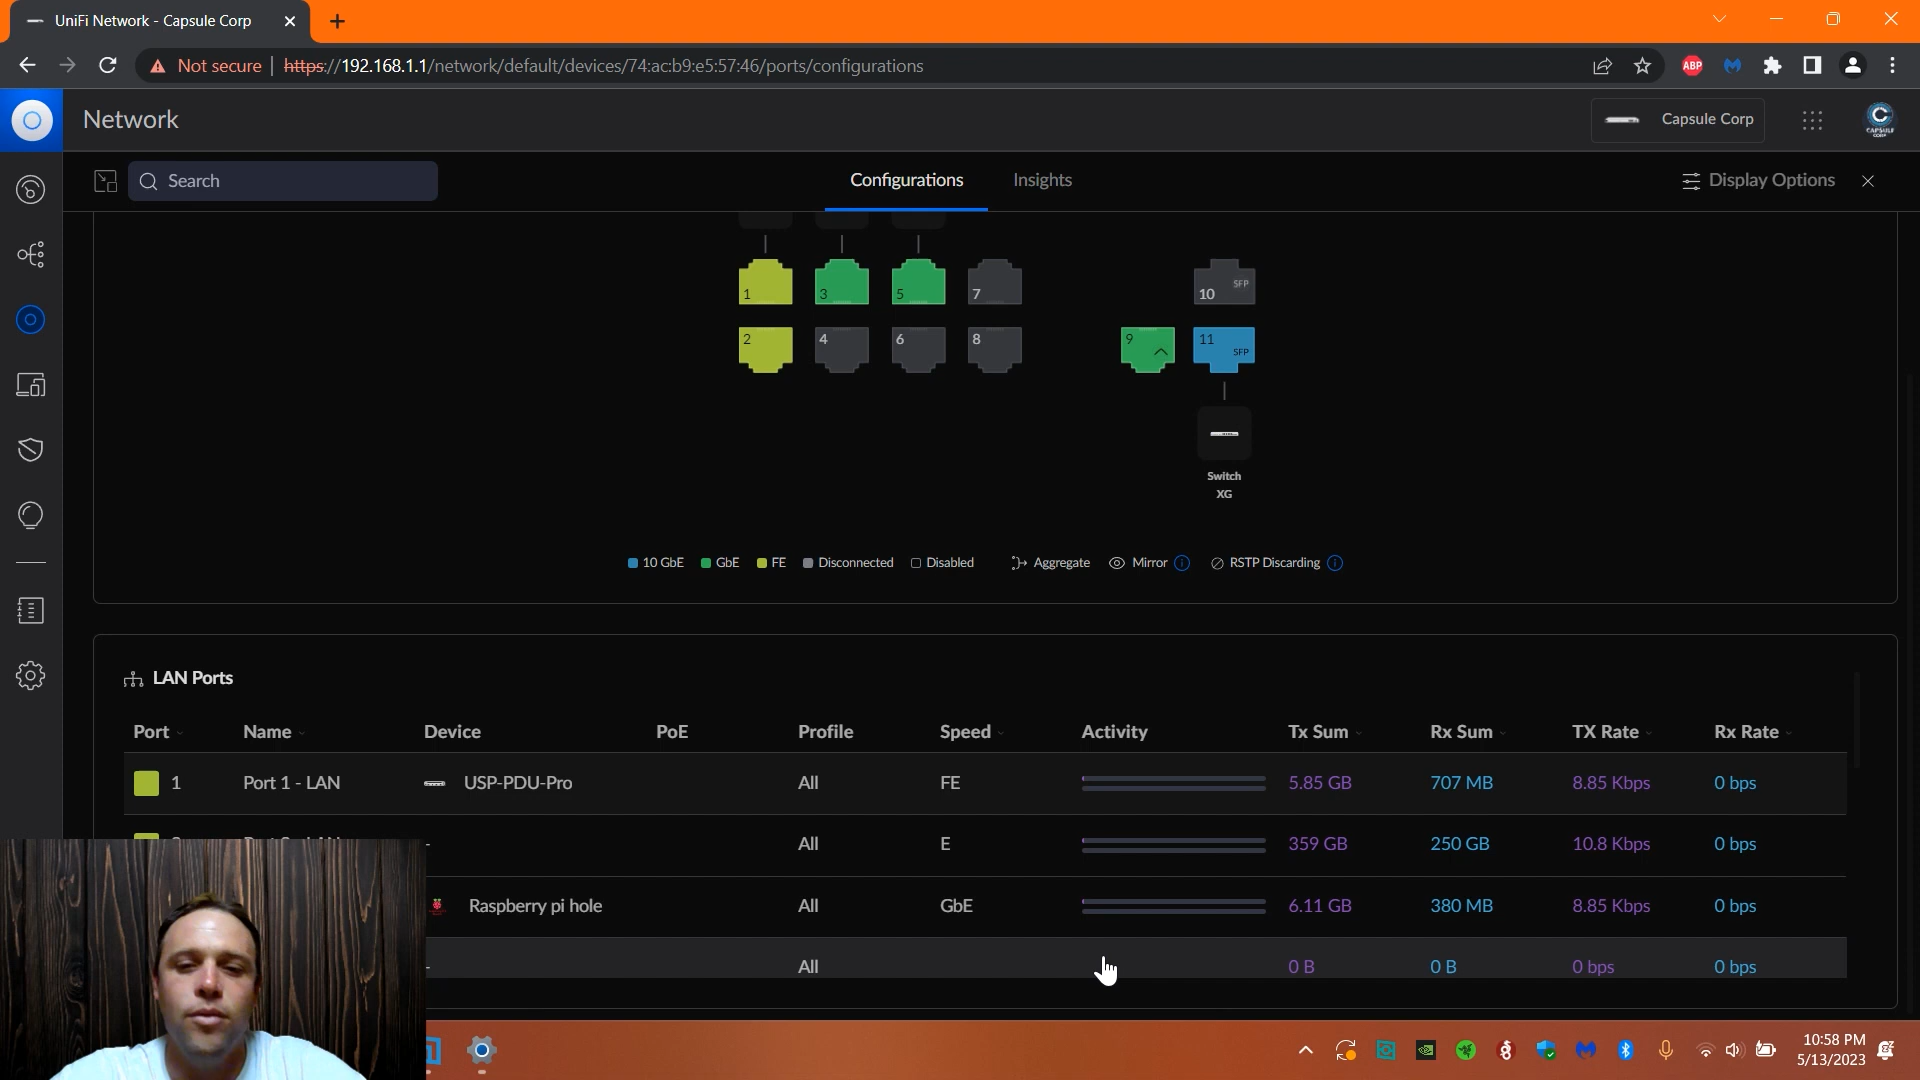 UniFi Network - Capsule Corp
Not secure
https://192.168.1.1/network/default/devices/74:ac:b9:e5:57:46/ports/configurations
ABP
Network
Capsule Corp
CAPSULE CORP
Search
Configurations
Insights
Display Options
1
3
5
7
10 SFP
2
4
6
8
9
11 SFP
Switch
XG
10 GbE GbE FE Disconnected Disabled Aggregate Mirror RSTP Discarding
LAN Ports
Port Name Device PoE Profile Speed Activity Tx Sum Rx Sum TX Rate Rx Rate
1 Port 1 - LAN USP-PDU-Pro All FE 5.85 GB 707 MB 8.85 Kbps 0 bps
- All E 359 GB 250 GB 10.8 Kbps 0 bps
Raspberry pi hole All GbE 6.11 GB 380 MB 8.85 Kbps 0 bps
- All 0 B 0 B 0 bps 0 bps
10:58 PM
5/13/2023